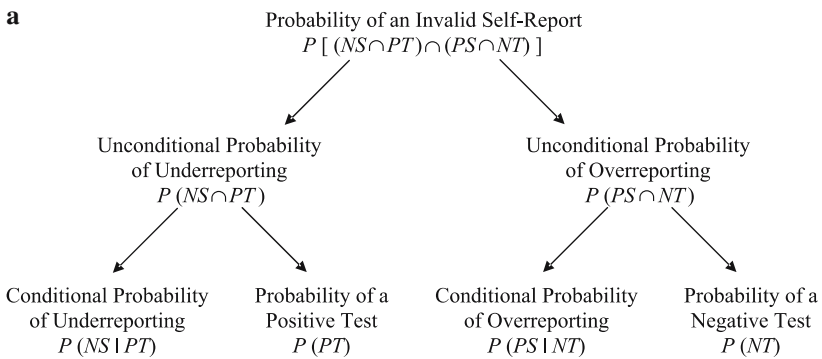 a
Probability of an Invalid Self-Report
P [ (NS∩PT)∩(PS∩NT) ]
Unconditional Probability
of Underreporting
P (NS∩PT)
Unconditional Probability
of Overreporting
P (PS∩NT)
Conditional Probability
of Underreporting
P (NS | PT)
Probability of a
Positive Test
P (PT)
Conditional Probability
of Overreporting
P (PS | NT)
Probability of a
Negative Test
P (NT)